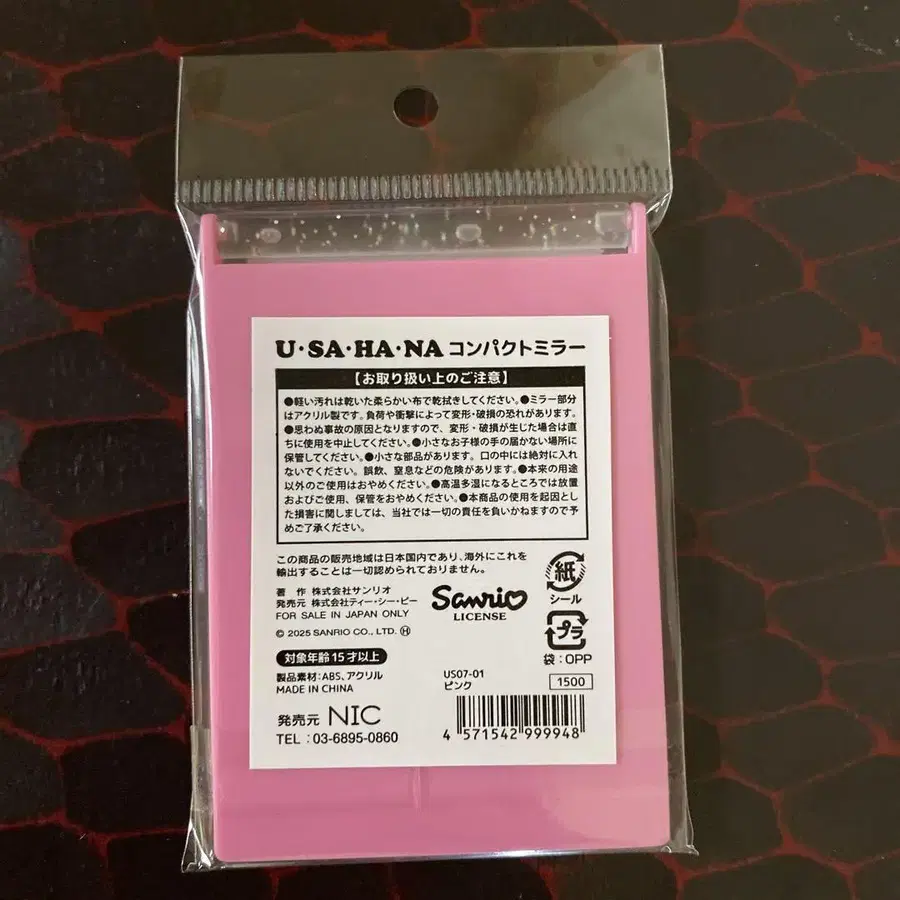 U・SA・HA・NA コンパクトミラー
【お取り扱い上のご注意】
●軽い汚れは乾いた柔らかい布で乾拭きしてください。●ミラー部分
はアクリル製です。負荷や衝撃によって変形・破損の恐れがあります。
●思わぬ事故の原因となりますので、変形・破損が生じた場合は直
ちに使用を中止してください。●小さなお子様の手の届かない場所に
保管してください。●小さな部品があります。口の中には絶対に入れ
ないでください。誤飲、窒息などの危険があります。●本来の用途
以外のご使用はおやめください。●高温多湿になるところでは放置
およびご使用、保管をおやめください。●本商品の使用を起因とし
た損害に関しましては、当社では一切の責任を負いかねますので予
めご了承ください。
この商品の販売地域は日本国内であり、海外にこれを
輸出することは一切認められておりません。
著 作 株式会社サンリオ
発売元 株式会社ティー・シー・ピー
FOR SALE IN JAPAN ONLY
© 2025 SANRIO CO., LTD. Ⓗ
Sanrio
LICENSE
紙
シール
プラ
袋:OPP
対象年齢15才以上
製品素材:ABS、アクリル
MADE IN CHINA
US07-01
ピンク
1500
発売元 NIC
TEL:03-6895-0860
4 571542 999948